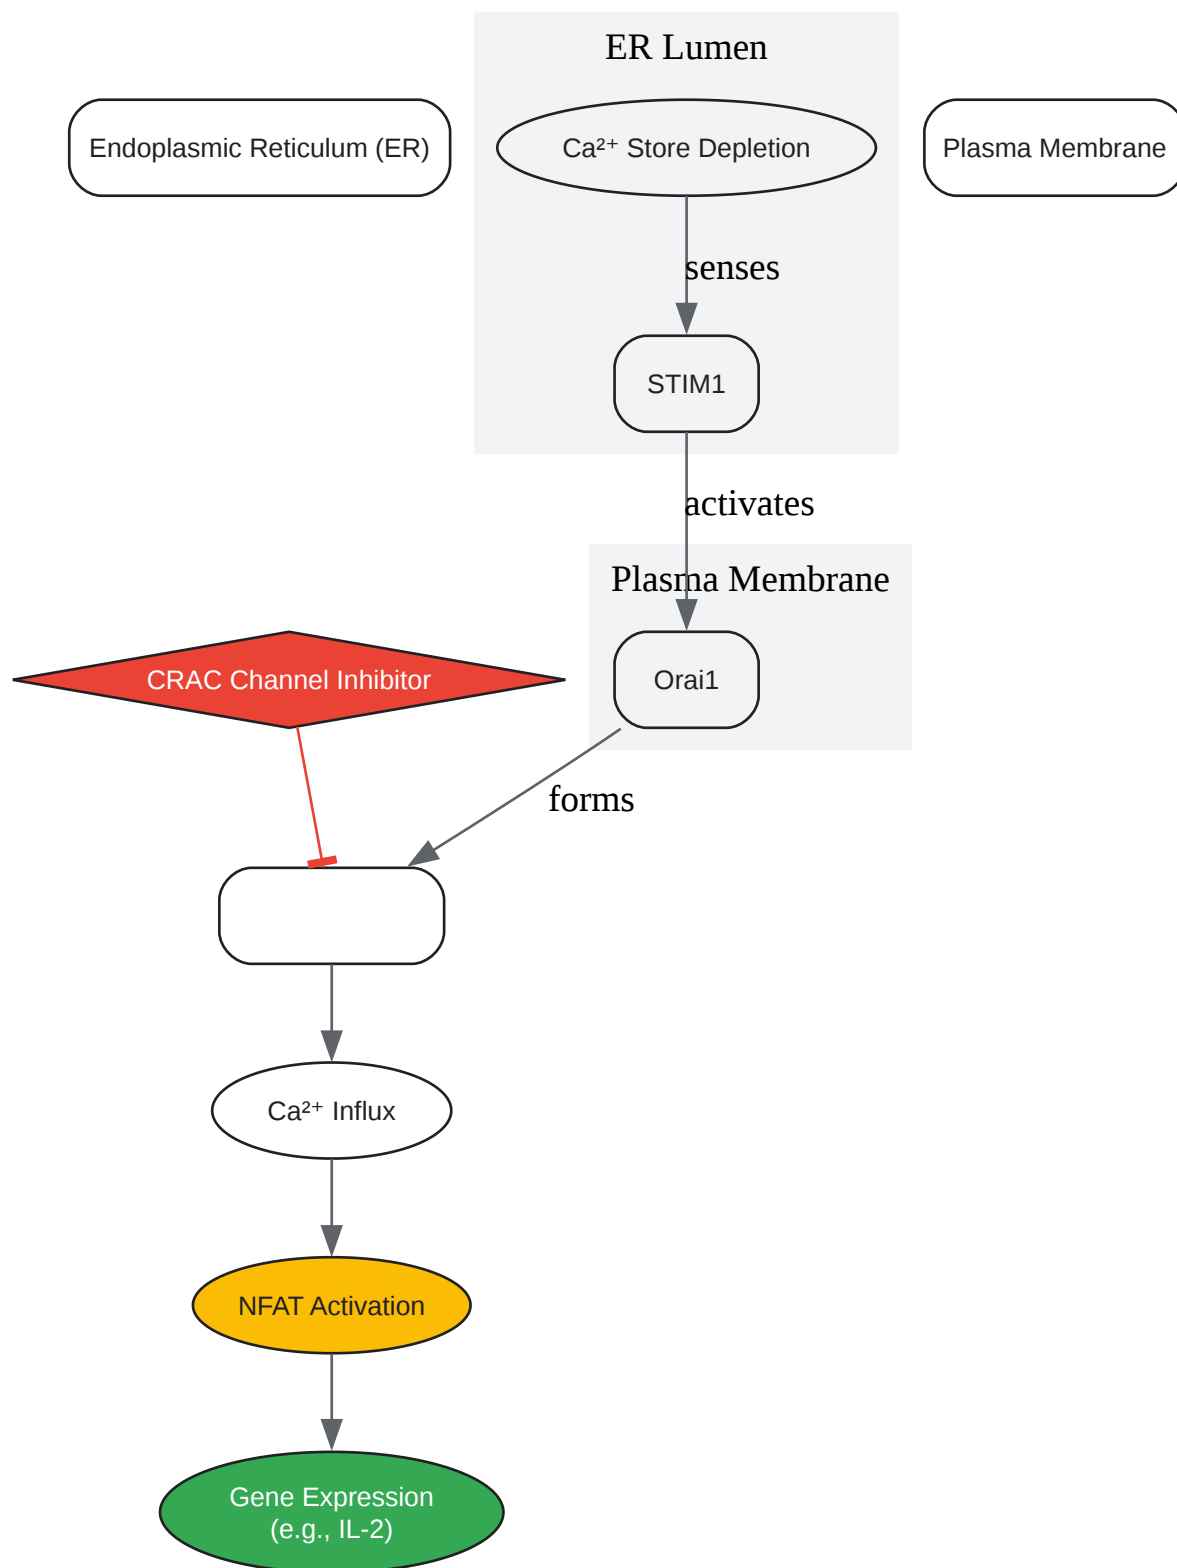 ER Lumen
Endoplasmic Reticulum (ER)
Ca²⁺ Store Depletion
Plasma Membrane
senses
STIM1
activates
Plasma Membrane
CRAC Channel Inhibitor
Orai1
forms
Ca²⁺ Influx
NFAT Activation
Gene Expression
(e.g., IL-2)